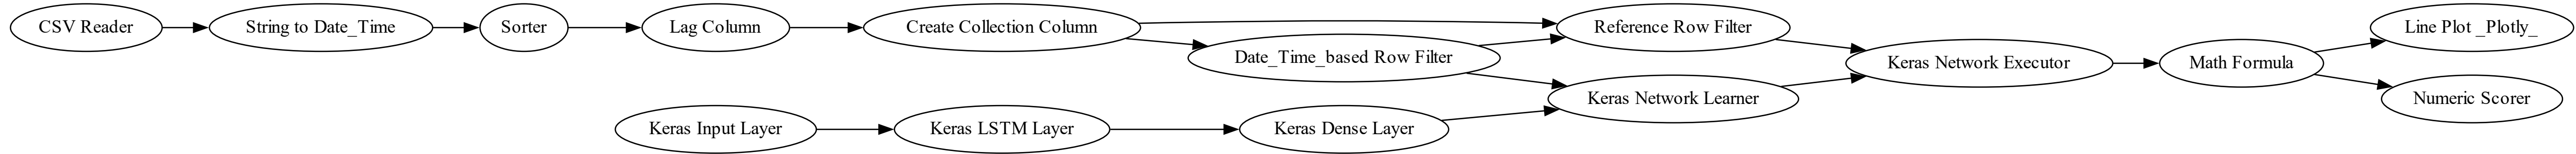 CSV Reader
String to Date_Time
Sorter
Lag Column
Create Collection Column
Reference Row Filter
Date_Time_based Row Filter
Keras Network Executor
Math Formula
Line Plot _Plotly_
Keras Network Learner
Numeric Scorer
Keras Input Layer
Keras LSTM Layer
Keras Dense Layer